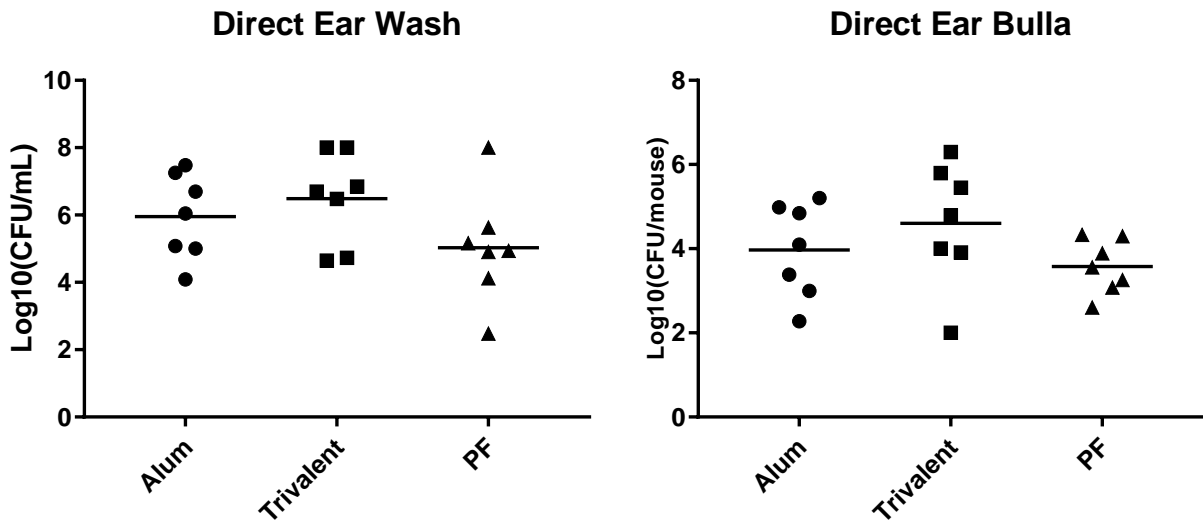 Direct Ear Wash
Log10(CFU/mL)
10
8
6
4
2
0
Alum
Trivalent
PF
Direct Ear Bulla
Log10(CFU/mouse)
8
6
4
2
0
Alum
Trivalent
PF